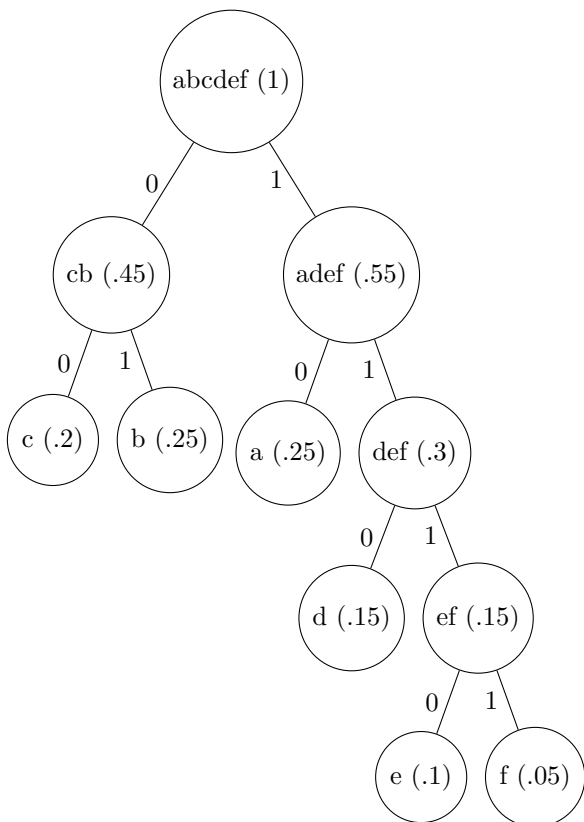 abcdef (1)
0 1
cb (.45) adef (.55)
0 1 0 1
c (.2) b (.25) a (.25) def (.3)
0 1
d (.15) ef (.15)
0 1
e (.1) f (.05)